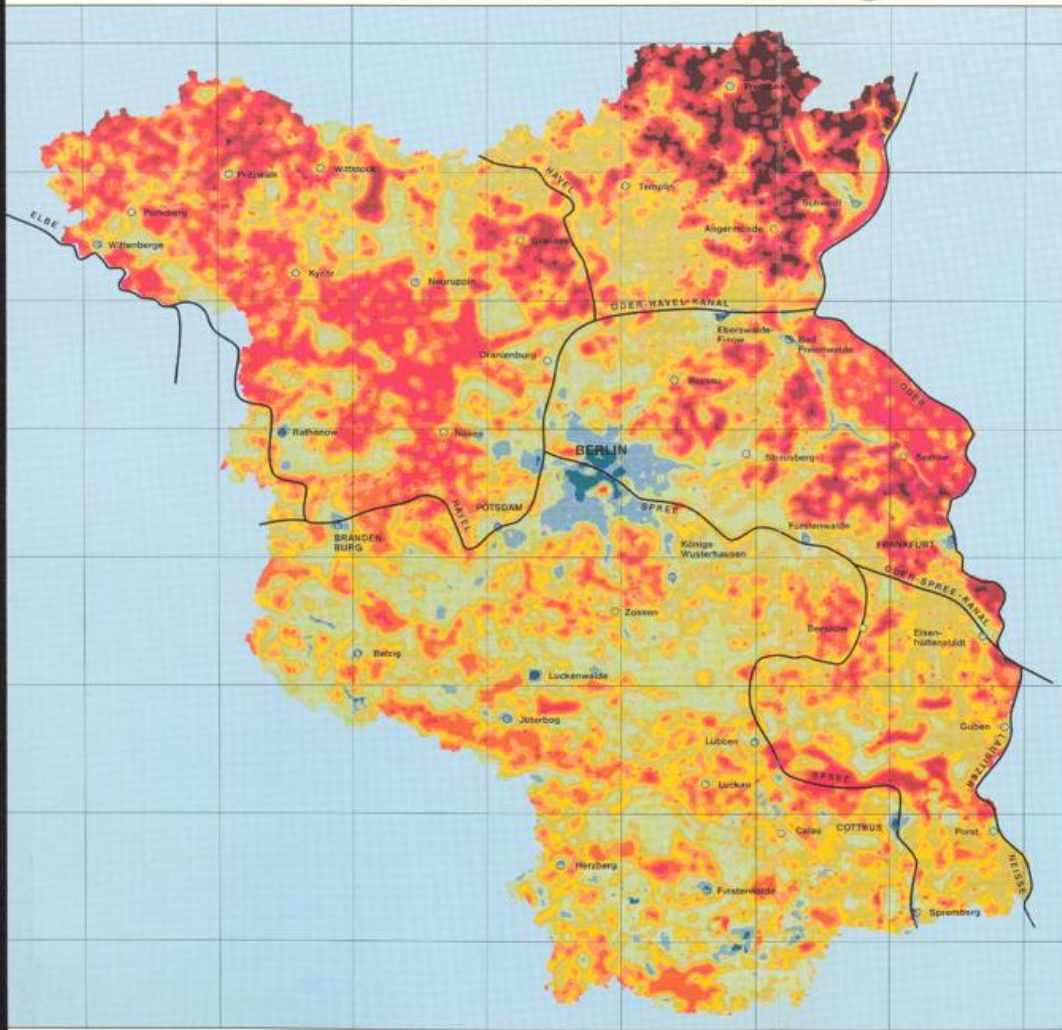 Prenzlau
Pritzwalk
Wittstock
HAVEL
Templin
Schwedt
Perleberg
ELBE
Angermünde
Wittenberge
Gransee
Kyritz
Neuruppin
ODER-HAVEL-KANAL
Eberswalde-
Finow
Bad
Freienwalde
Oranienburg
Bernau
ODER
Rathenow
Nauen
BERLIN
Strausberg
Seelow
HAVEL
POTSDAM
SPREE
Fürstenwalde
BRANDEN-
BURG
Königs
Wusterhausen
FRANKFURT
ODER-SPREE-KANAL
Zossen
Beeskow
Eisen-
hüttenstadt
Belzig
Luckenwalde
Jüterbog
Guben
Lübben
LAUSITZER
SPREE
Luckau
Calau
COTTBUS
Forst
Herzberg
NEISSE
Finsterwalde
Spremberg